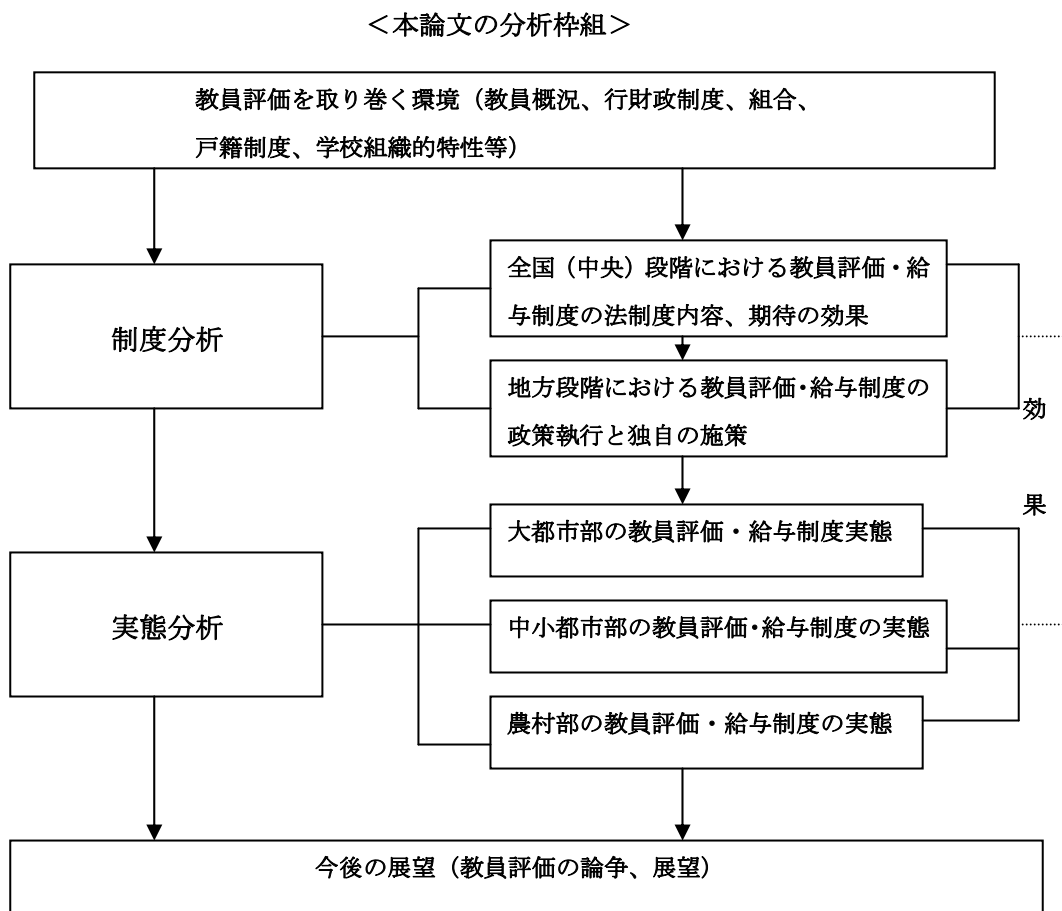 ＜本論文の分析枠組＞
教員評価を取り巻く環境（教員概況、行財政制度、組合、
戸籍制度、学校組織的特性等）
全国（中央）段階における教員評価・給
与制度の法制度内容、期待の効果
制度分析
地方段階における教員評価・給与制度の
政策執行と独自の施策
効
果
大都市部の教員評価・給与制度実態
実態分析
中小都市部の教員評価・給与制度の実態
農村部の教員評価・給与制度の実態
今後の展望（教員評価の論争、展望）